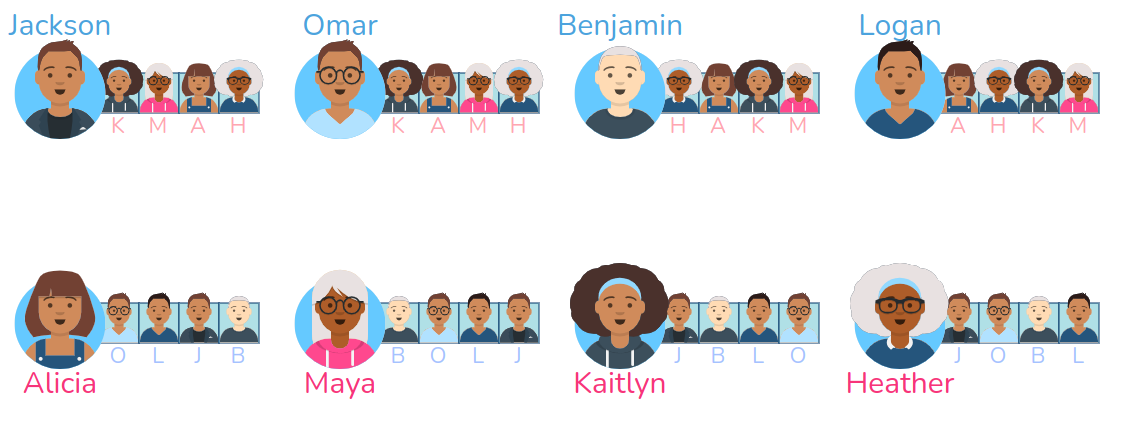 Jackson Omar Benjamin Logan
K M A H K A M H H A K M A H K M
O L J B B O L J J B L O J O B L
Alicia Maya Kaitlyn Heather